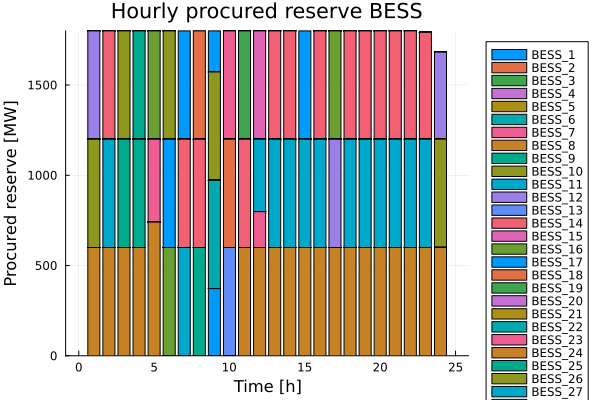 Hourly procured reserve BESS
Procured reserve [MW]
1500
1000
500
0
0
5
10
15
20
25
Time [h]
BESS_1
BESS_2
BESS_3
BESS_4
BESS_5
BESS_6
BESS_7
BESS_8
BESS_9
BESS_10
BESS_11
BESS_12
BESS_13
BESS_14
BESS_15
BESS_16
BESS_17
BESS_18
BESS_19
BESS_20
BESS_21
BESS_22
BESS_23
BESS_24
BESS_25
BESS_26
BESS_27